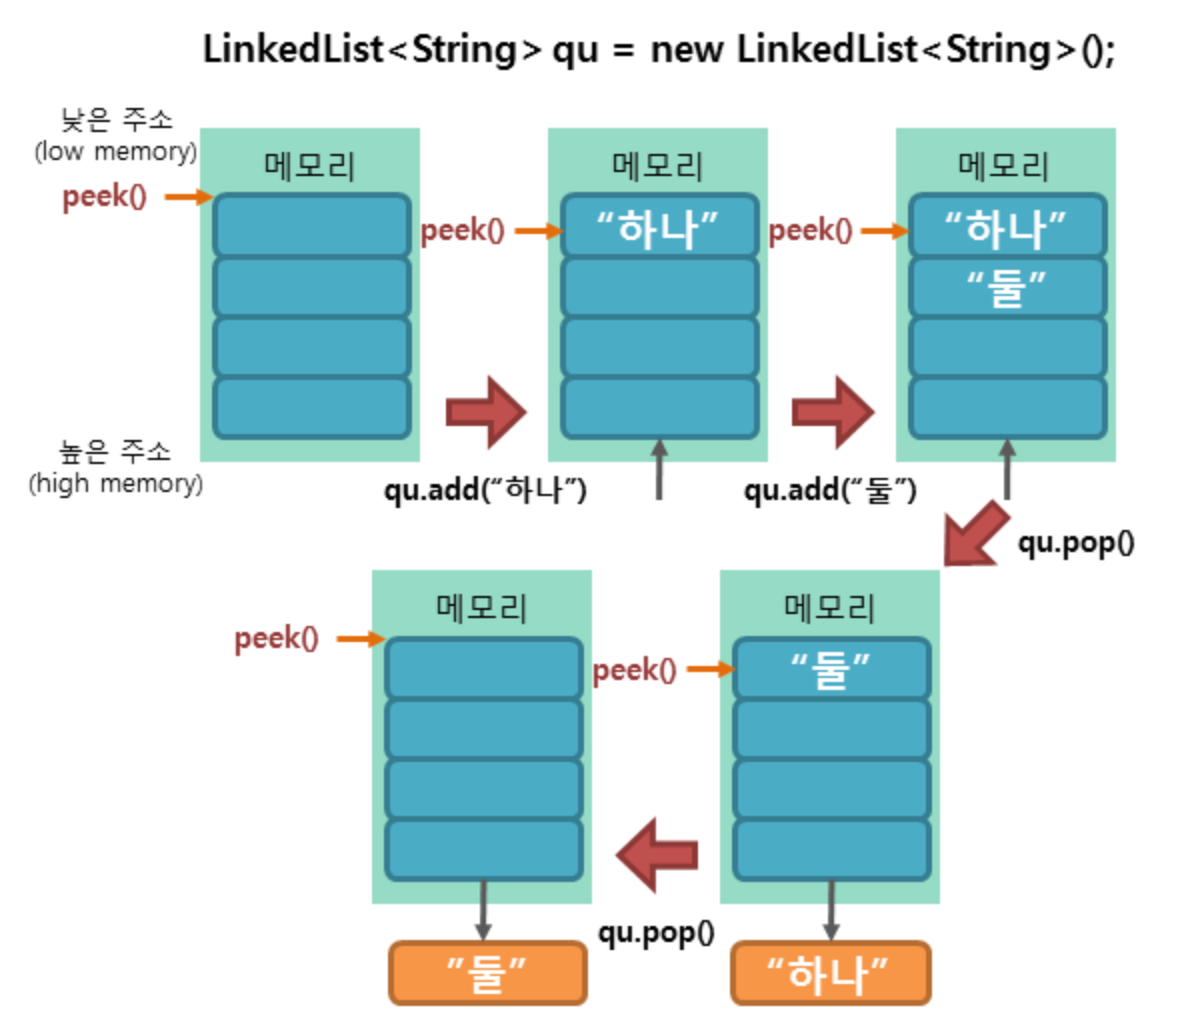 LinkedList<String> qu = new LinkedList<String>();
낮은 주소
(low memory)
메모리
메모리
메모리
peek()
peek()
“하나”
peek()
“하나”
“둘”
높은 주소
(high memory)
qu.add(“하나”)
qu.add(“둘”)
qu.pop()
메모리
메모리
peek()
peek()
“둘”
qu.pop()
”둘”
“하나”